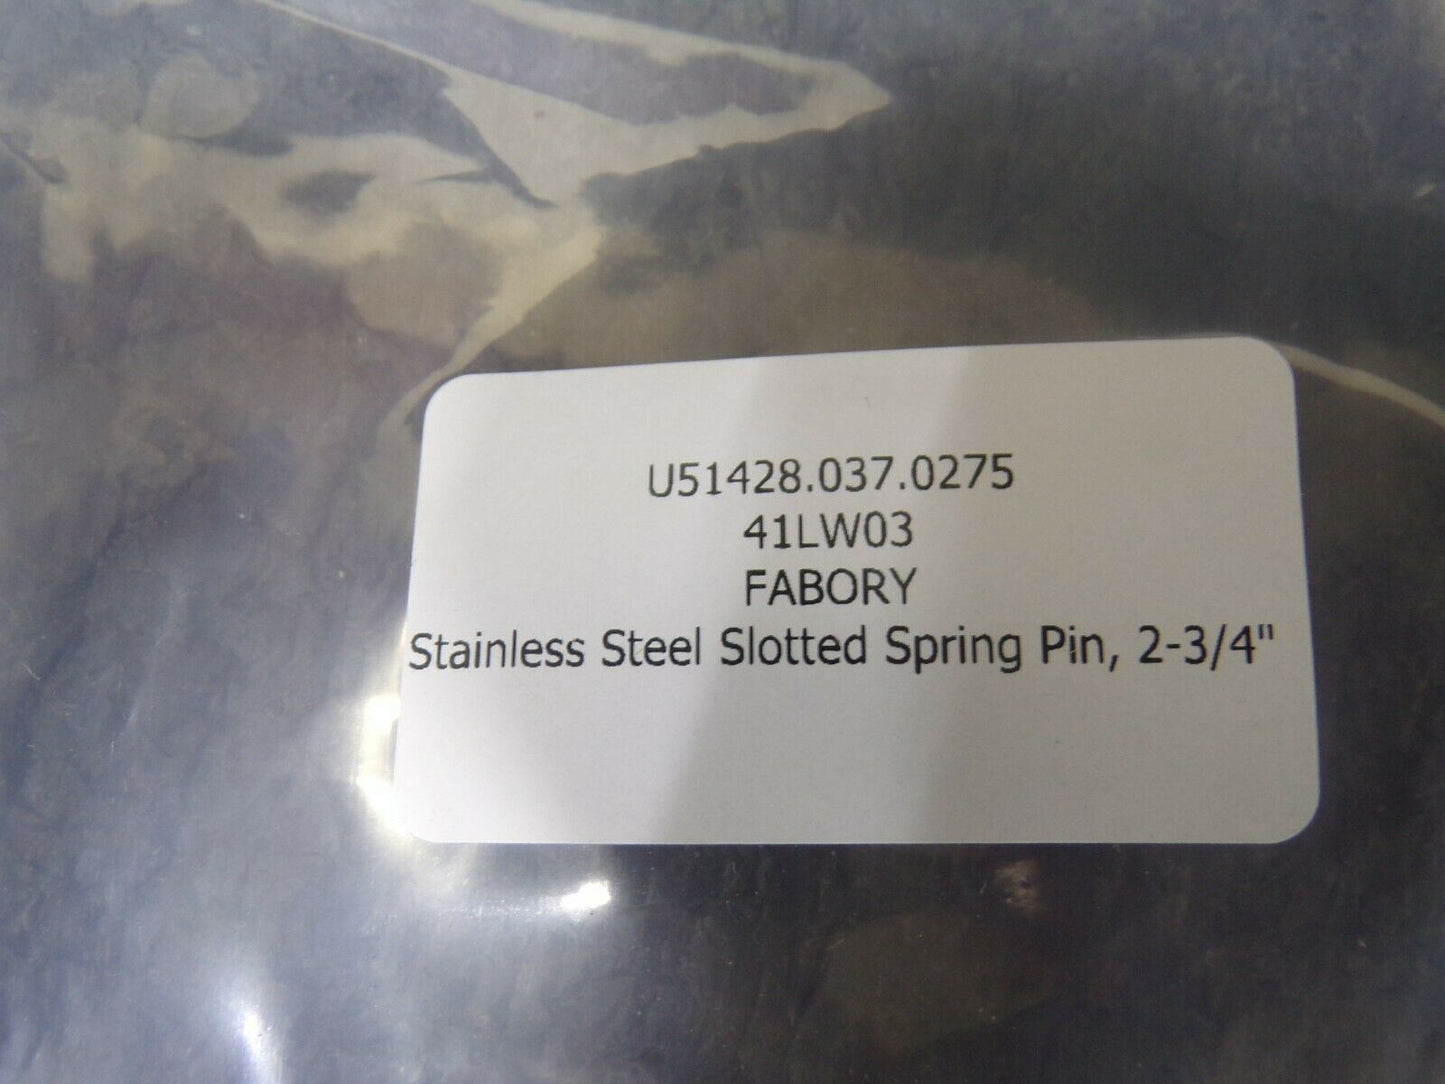 U51428.037.0275
41LW03
FABORY
Stainless Steel Slotted Spring Pin, 2-3/4"